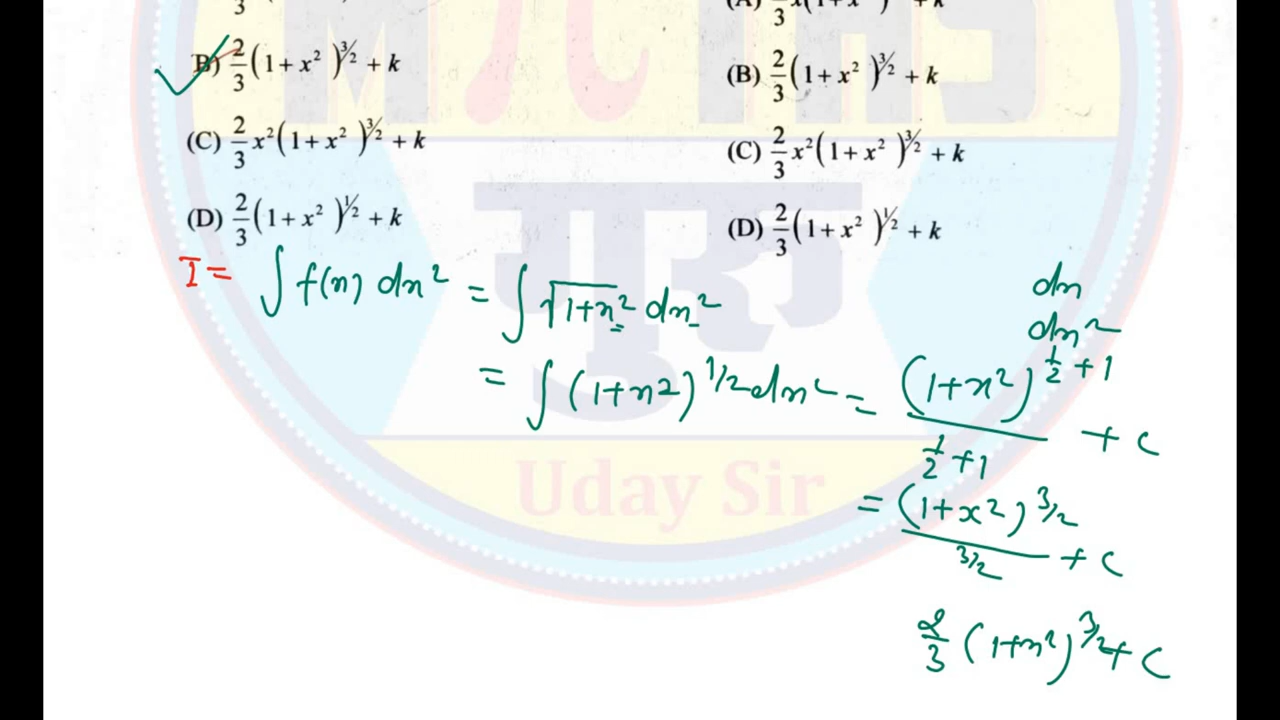 (B) 2/3 (1 + x² )^3/2 + k
(C) 2/3 x² (1 + x² )^3/2 + k
(D) 2/3 (1 + x² )^1/2 + k
(B) 2/3 (1 + x² )^3/2 + k
(C) 2/3 x² (1 + x² )^3/2 + k
(D) 2/3 (1 + x² )^1/2 + k
I = ∫ f(x) dx² = ∫ √1+x² dx²
dx
dx²
= ∫ (1+x²)^1/2 dx² = (1+x²)^1/2 + 1 / 1/2 + 1 + c
= (1+x²)^3/2 / 3/2 + c
2/3 (1+x²)^3/2 + c
MATHS
गुरु
Uday Sir